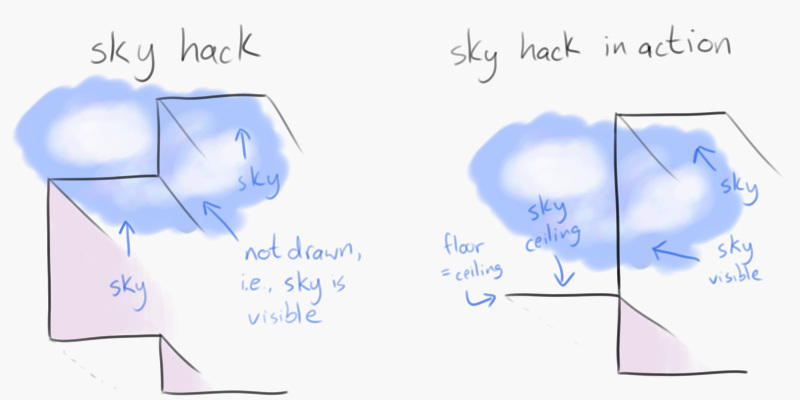 sky hack
sky
not drawn,
i.e., sky is
visible
sky
sky hack in action
sky
sky
ceiling
floor
= ceiling
sky
visible